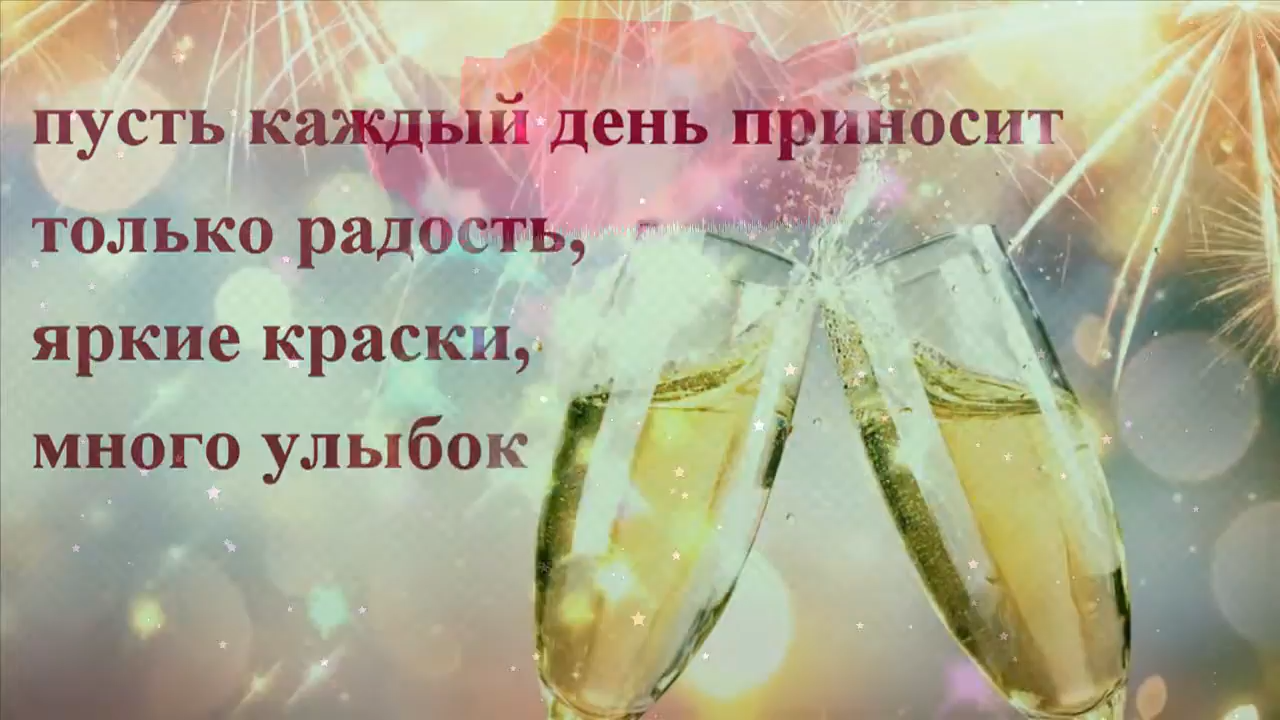 пусть каждый день приносит
только радость,
яркие краски,
много улыбок